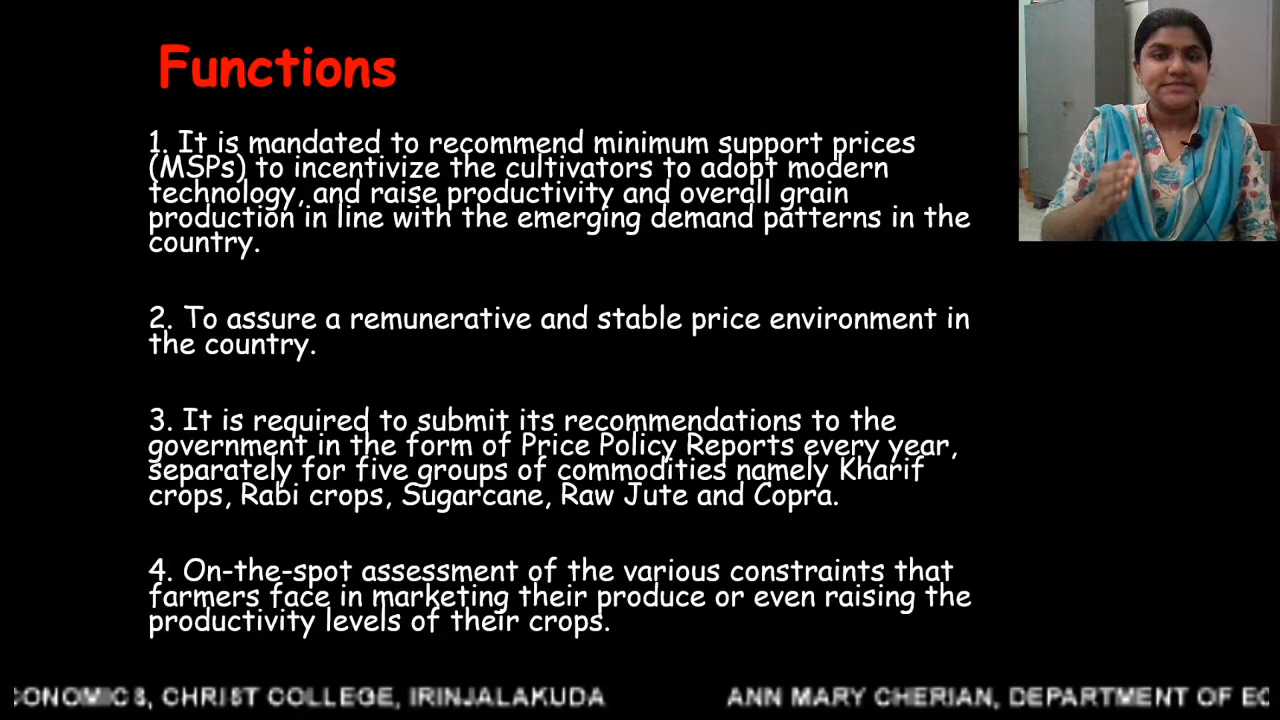 Functions
1. It is mandated to recommend minimum support prices
(MSPs) to incentivize the cultivators to adopt modern
technology, and raise productivity and overall grain
production in line with the emerging demand patterns in the
country.
2. To assure a remunerative and stable price environment in
the country.
3. It is required to submit its recommendations to the
government in the form of Price Policy Reports every year,
separately for five groups of commodities namely Kharif
crops, Rabi crops, Sugarcane, Raw Jute and Copra.
4. On-the-spot assessment of the various constraints that
farmers face in marketing their produce or even raising the
productivity levels of their crops.
CONOMICS, CHRIST COLLEGE, IRINJALAKUDA ANN MARY CHERIAN, DEPARTMENT OF EC